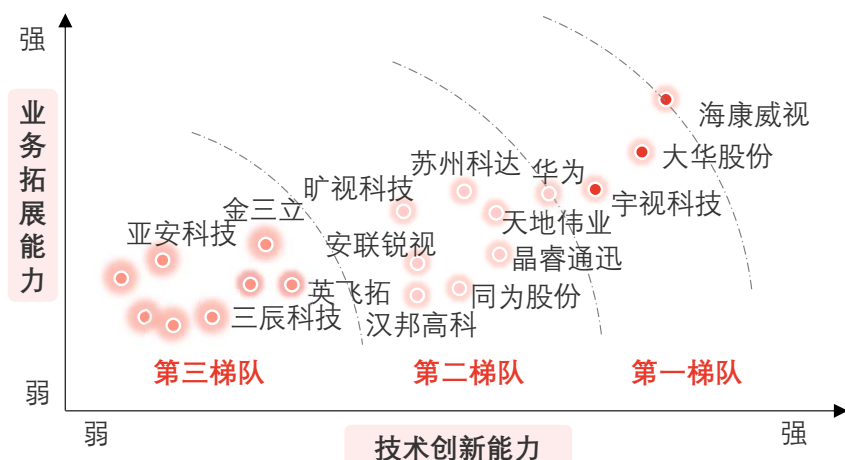 强
业务拓展能力
海康威视
大华股份
苏州科达
华为
旷视科技
宇视科技
金三立
天地伟业
亚安科技
安联锐视
晶睿通迅
英飞拓
同为股份
三辰科技
汉邦高科
第三梯队
第二梯队
第一梯队
弱
弱
技术创新能力
强